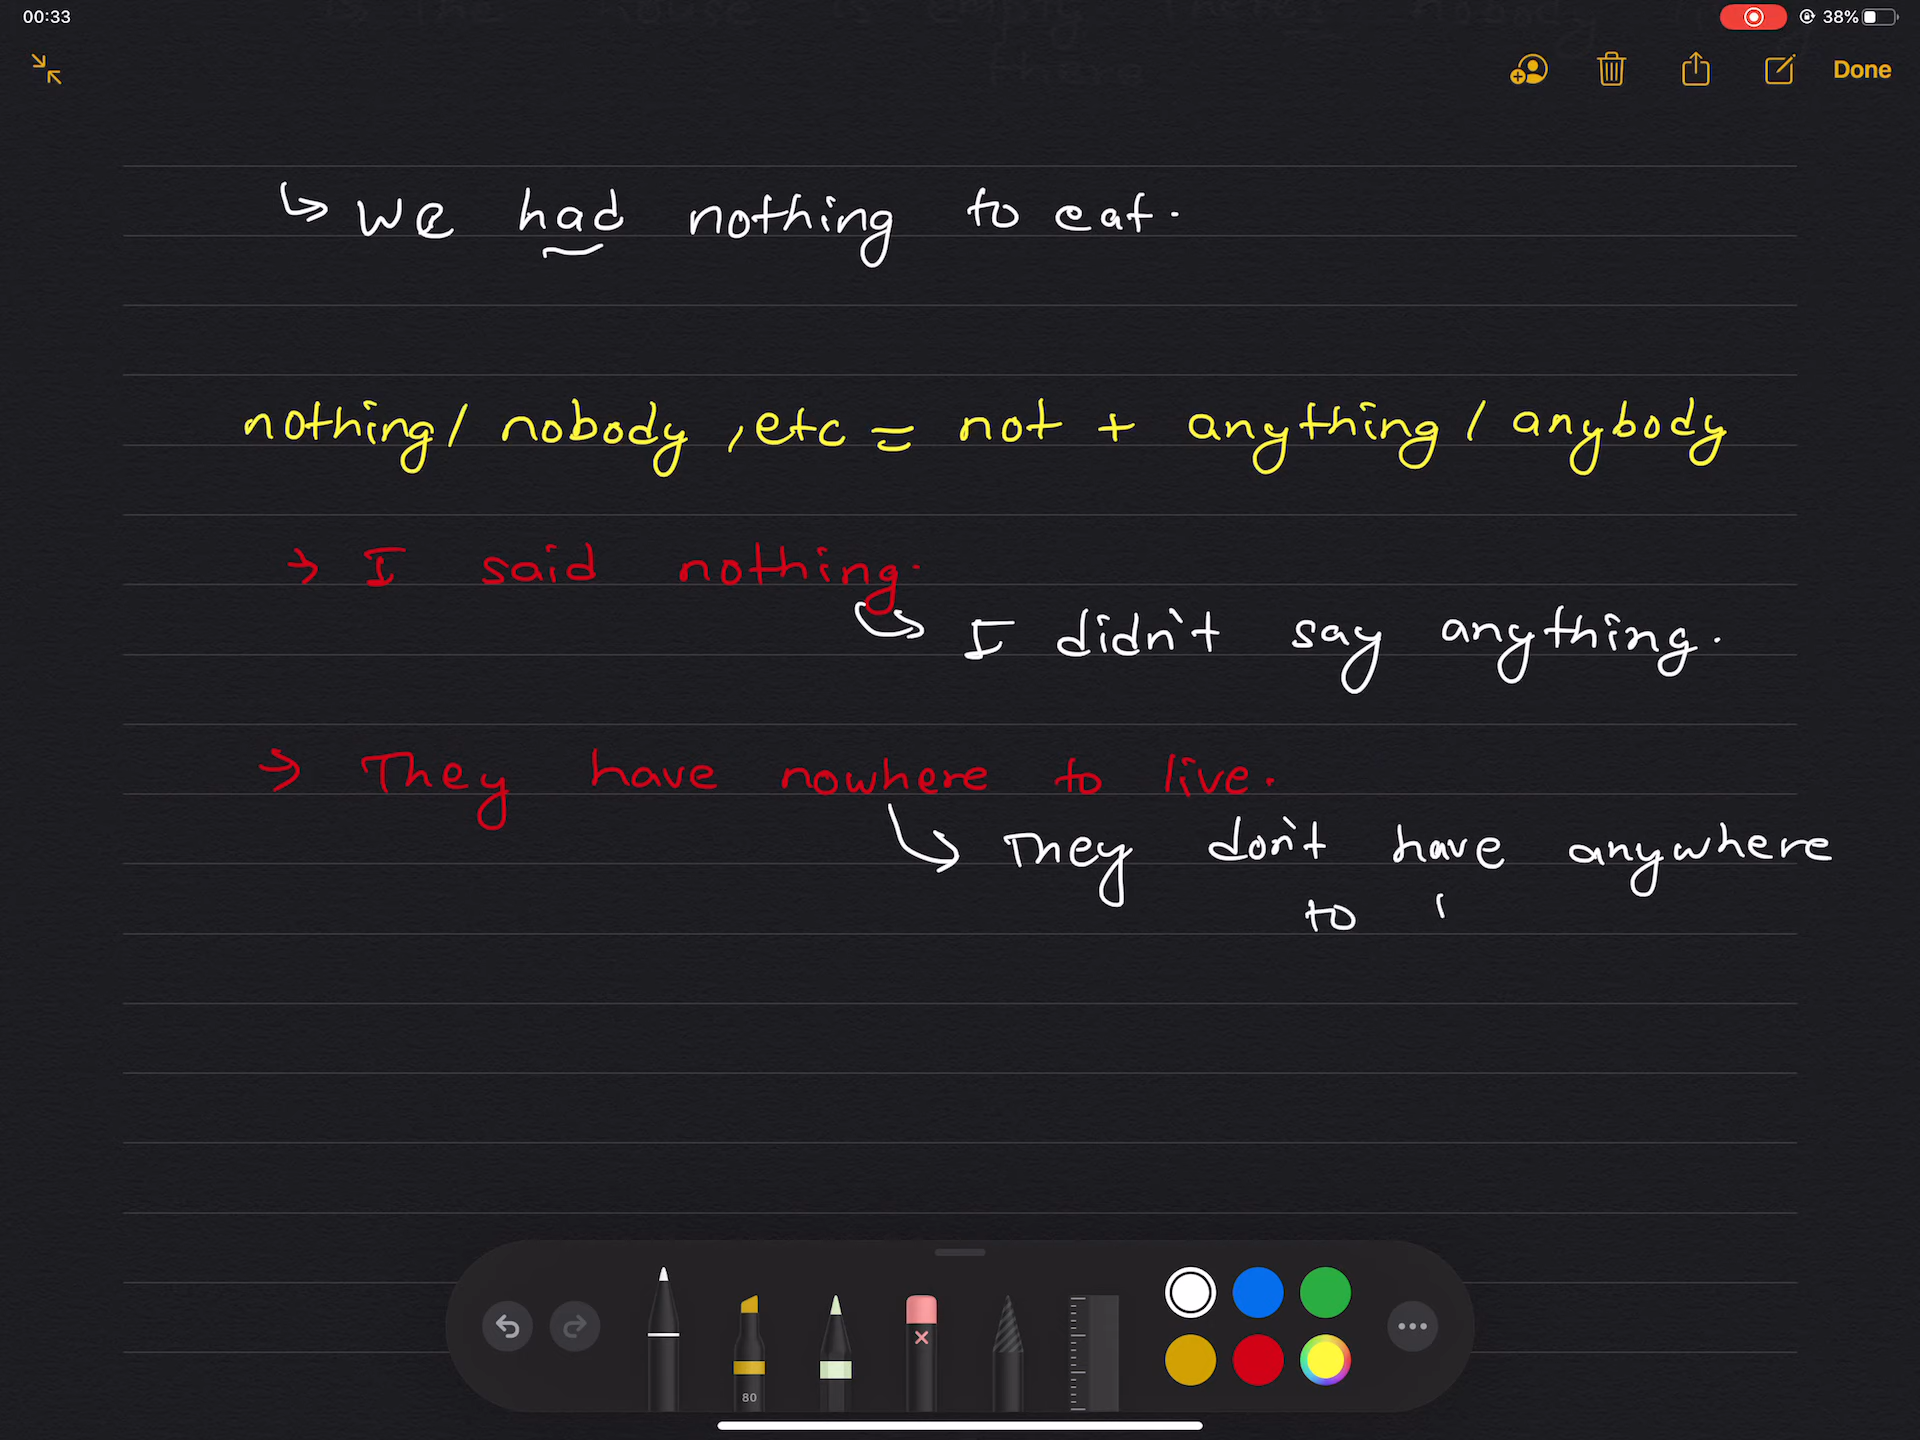 00:33
38%
Done
↳ We had nothing to eat.
nothing / nobody , etc = not + anything / anybody
→ I said nothing.
↳ I didn't say anything.
→ They have nowhere to live.
↳ They don't have anywhere
to
80